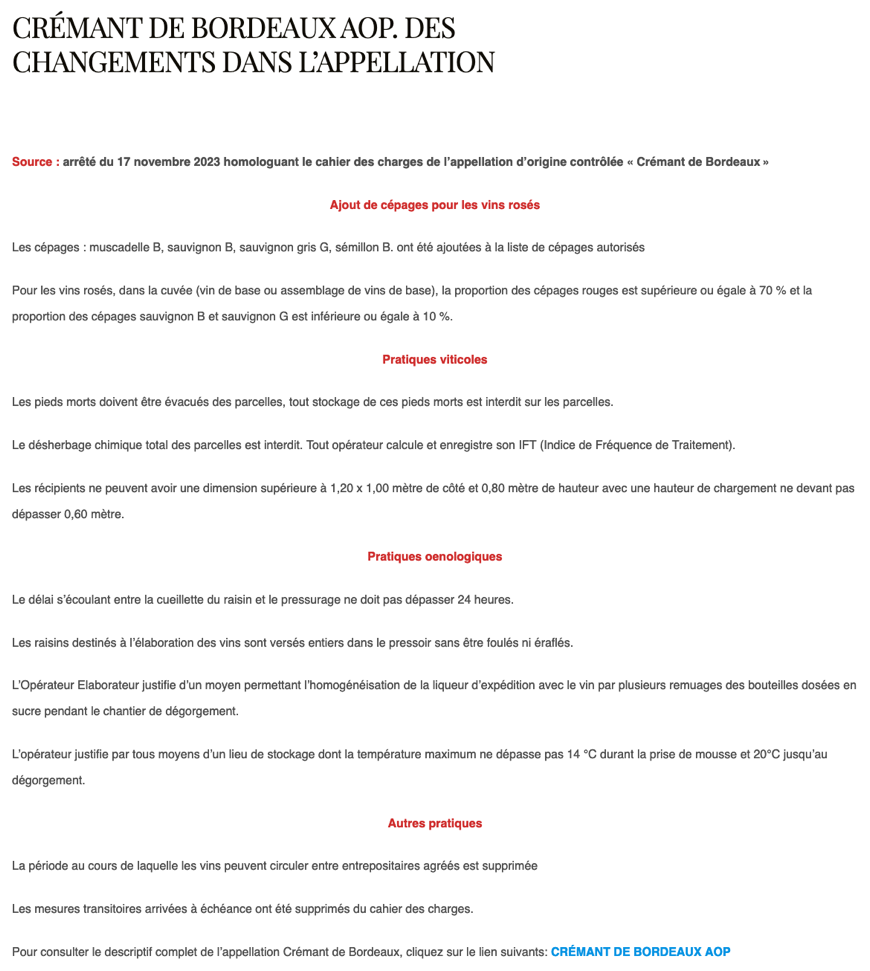 CRÉMANT DE BORDEAUX AOP. DES
CHANGEMENTS DANS L’APPELLATION
Source : arrêté du 17 novembre 2023 homologuant le cahier des charges de l’appellation d’origine contrôlée « Crémant de Bordeaux »
Ajout de cépages pour les vins rosés
Les cépages : muscadelle B, sauvignon B, sauvignon gris G, sémillon B. ont été ajoutées à la liste de cépages autorisés
Pour les vins rosés, dans la cuvée (vin de base ou assemblage de vins de base), la proportion des cépages rouges est supérieure ou égale à 70 % et la
proportion des cépages sauvignon B et sauvignon G est inférieure ou égale à 10 %.
Pratiques viticoles
Les pieds morts doivent être évacués des parcelles, tout stockage de ces pieds morts est interdit sur les parcelles.
Le désherbage chimique total des parcelles est interdit. Tout opérateur calcule et enregistre son IFT (Indice de Fréquence de Traitement).
Les récipients ne peuvent avoir une dimension supérieure à 1,20 x 1,00 mètre de côté et 0,80 mètre de hauteur avec une hauteur de chargement ne devant pas
dépasser 0,60 mètre.
Pratiques oenologiques
Le délai s’écoulant entre la cueillette du raisin et le pressurage ne doit pas dépasser 24 heures.
Les raisins destinés à l’élaboration des vins sont versés entiers dans le pressoir sans être foulés ni éraflés.
L’Opérateur Elaborateur justifie d’un moyen permettant l’homogénéisation de la liqueur d’expédition avec le vin par plusieurs remuages des bouteilles dosées en
sucre pendant le chantier de dégorgement.
L’opérateur justifie par tous moyens d’un lieu de stockage dont la température maximum ne dépasse pas 14 °C durant la prise de mousse et 20°C jusqu’au
dégorgement.
Autres pratiques
La période au cours de laquelle les vins peuvent circuler entre entrepositaires agréés est supprimée
Les mesures transitoires arrivées à échéance ont été supprimés du cahier des charges.
Pour consulter le descriptif complet de l’appellation Crémant de Bordeaux, cliquez sur le lien suivants: CRÉMANT DE BORDEAUX AOP